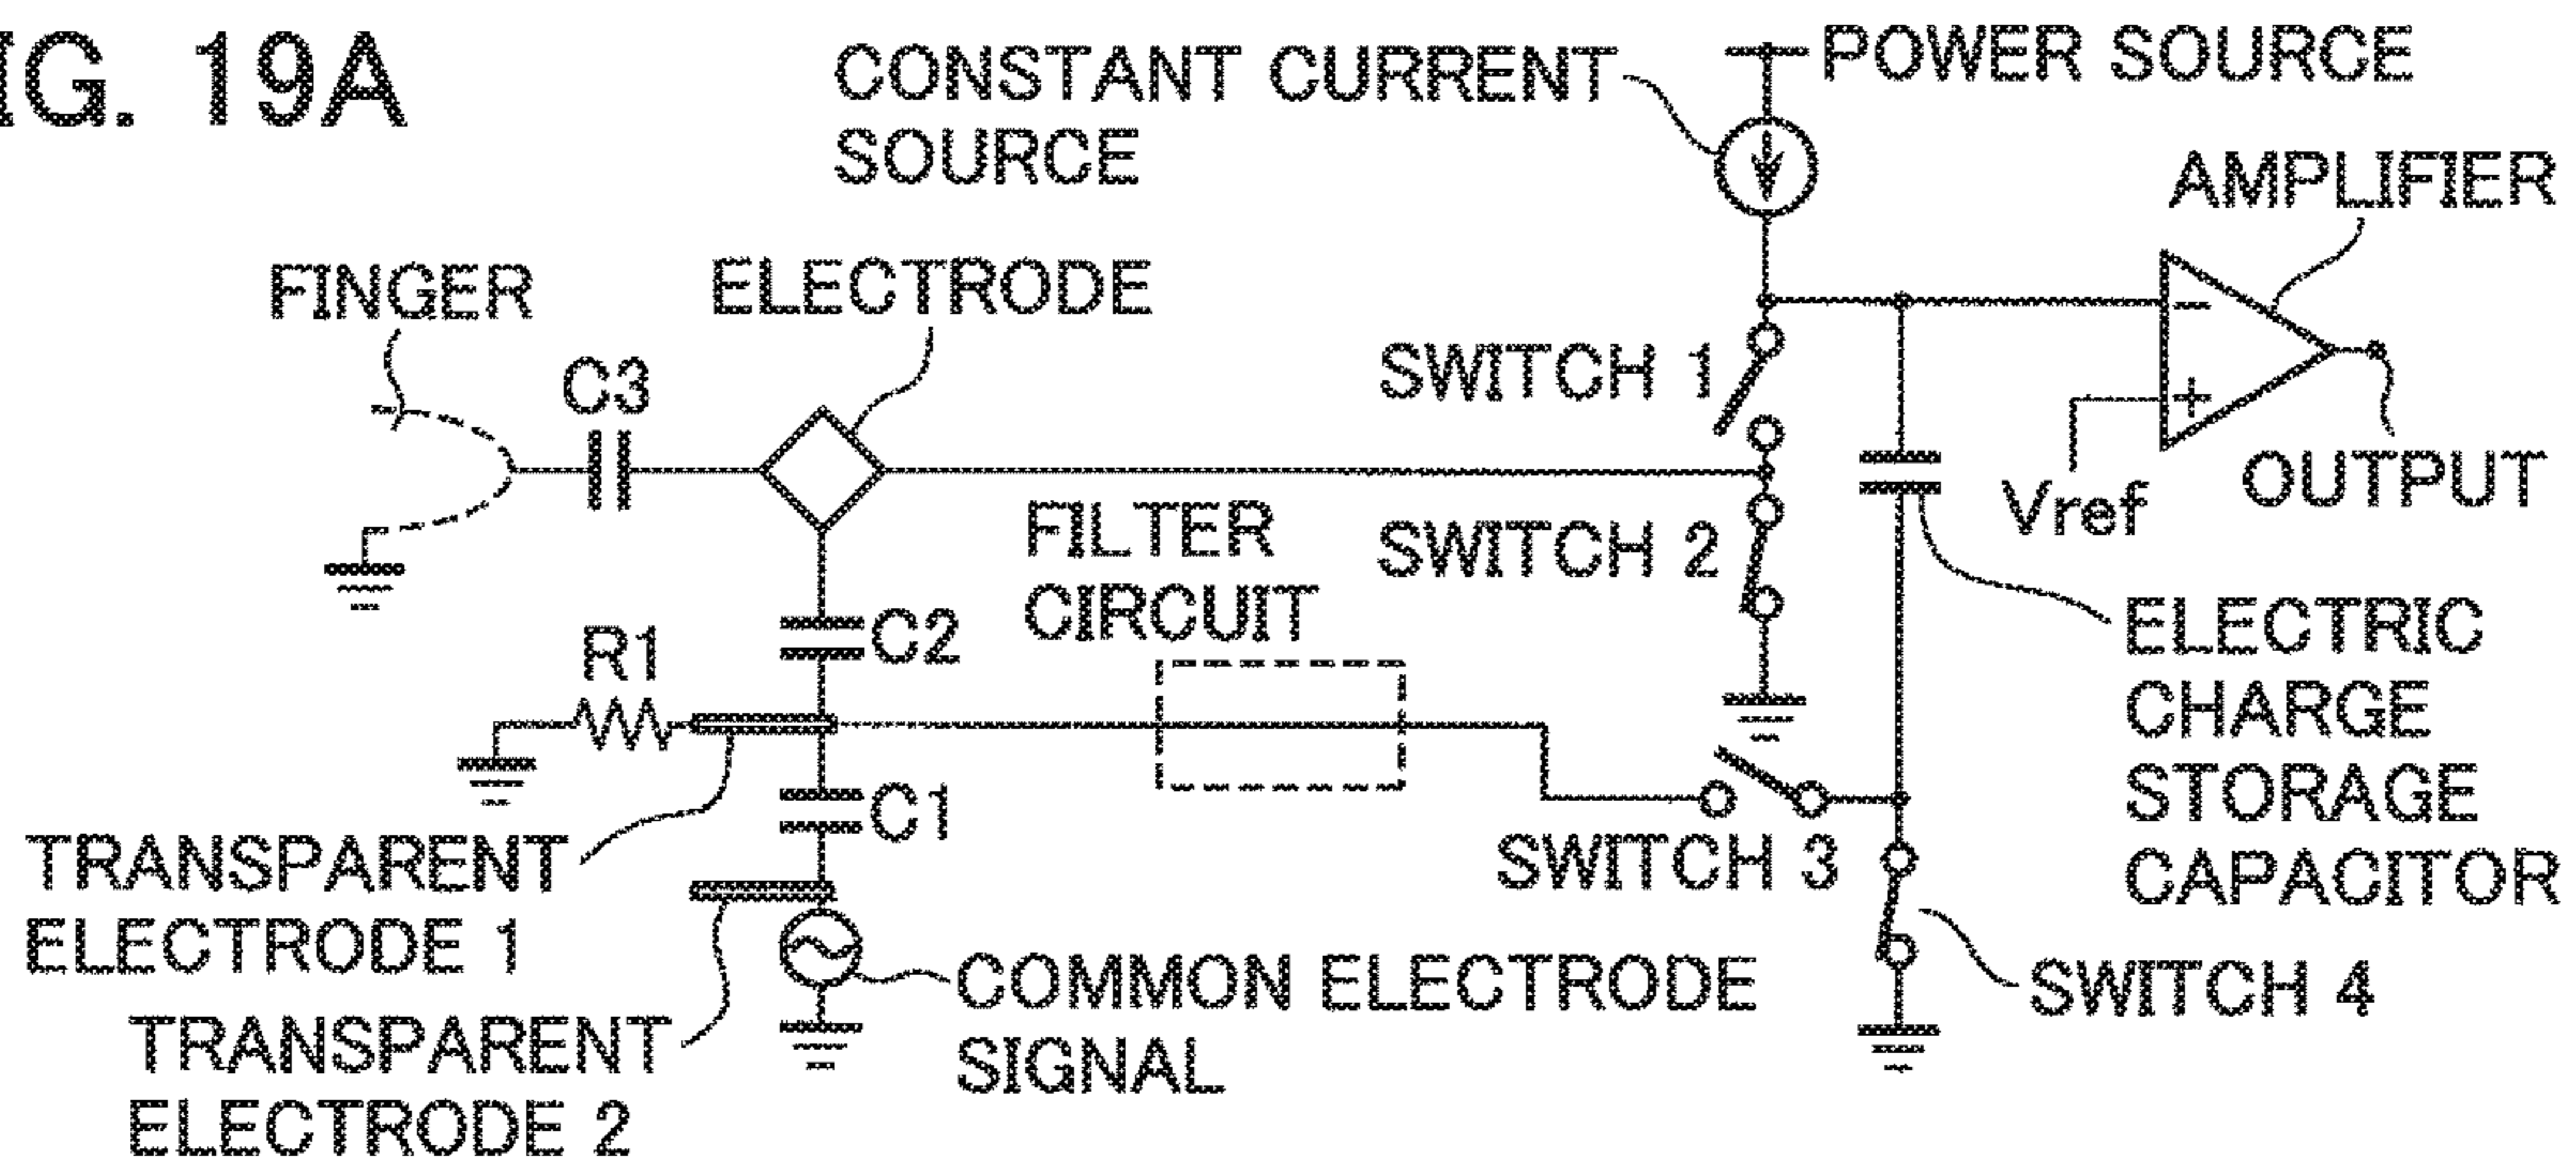 IG. 19A
CONSTANT CURRENT
SOURCE
POWER SOURCE
AMPLIFIER
FINGER
ELECTRODE
C3
SWITCH 1
−
+
Vref
OUTPUT
FILTER
CIRCUIT
SWITCH 2
C2
R1
ELECTRIC
CHARGE
STORAGE
CAPACITOR
C1
SWITCH 3
TRANSPARENT
ELECTRODE 1
TRANSPARENT
ELECTRODE 2
COMMON ELECTRODE
SIGNAL
SWITCH 4